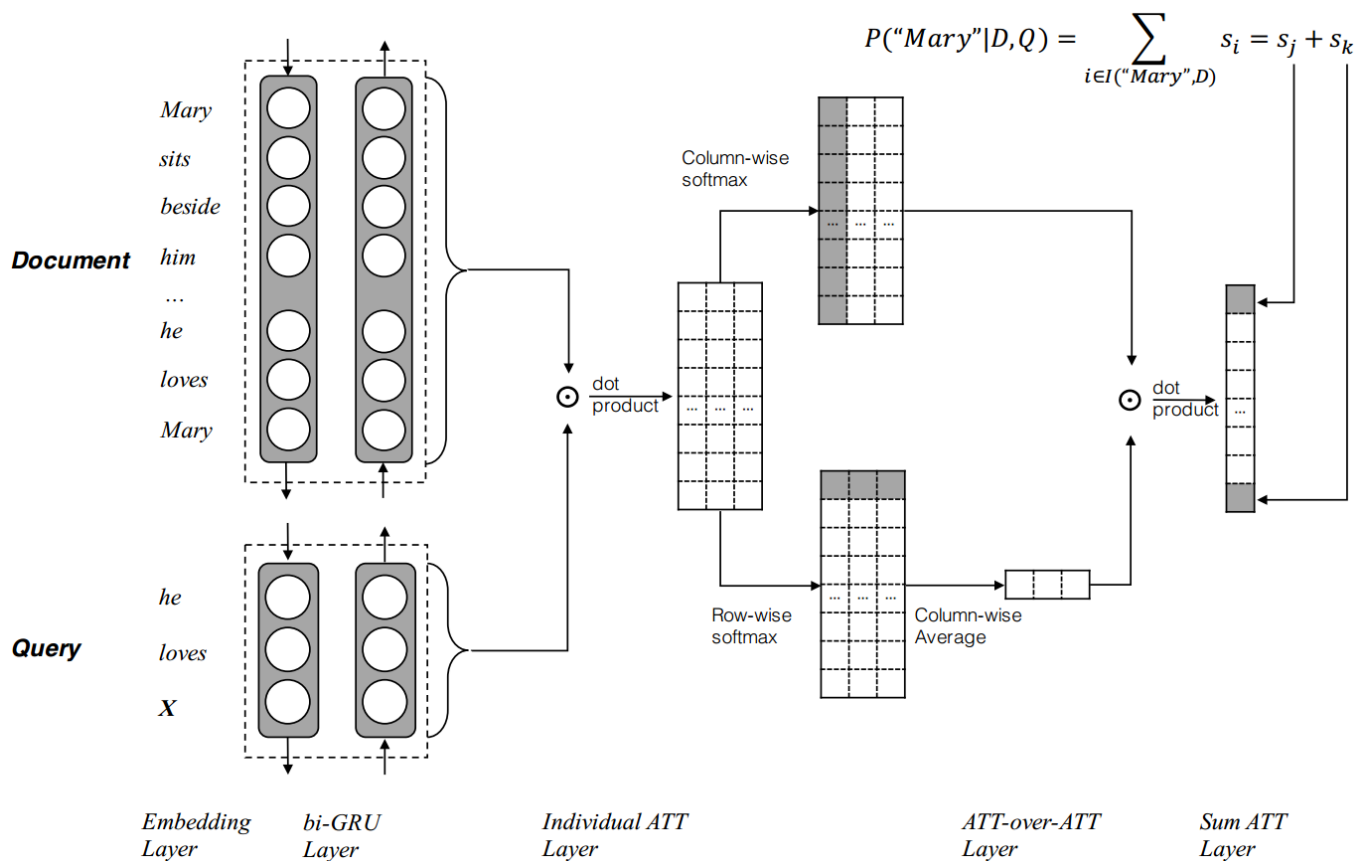 P(“Mary”|D,Q) = ∑ s_i = s_j + s_k
i∈I("Mary",D)
Mary
sits
beside
Document
him
...
he
loves
Mary
Query
he
loves
X
dot
product
... ... ...
Column-wise
softmax
... ... ...
Row-wise
softmax
... ... ...
Column-wise
Average
dot
product
...
Embedding
Layer
bi-GRU
Layer
Individual ATT
Layer
ATT-over-ATT
Layer
Sum ATT
Layer